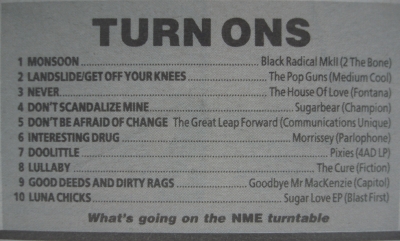 TURN ONS
1 MONSOON Black Radical MkII (2 The Bone)
2 LANDSLIDE/GET OFF YOUR KNEES The Pop Guns (Medium Cool)
3 NEVER The House Of Love (Fontana)
4 DON'T SCANDALIZE MINE Sugarbear (Champion)
5 DON'T BE AFRAID OF CHANGE The Great Leap Forward (Communications Unique)
6 INTERESTING DRUG Morrissey (Parlophone)
7 DOOLITTLE Pixies (4AD LP)
8 LULLABY The Cure (Fiction)
9 GOOD DEEDS AND DIRTY RAGS Goodbye Mr MacKenzie (Capitol)
10 LUNA CHICKS Sugar Love EP (Blast First)
What's going on the NME turntable